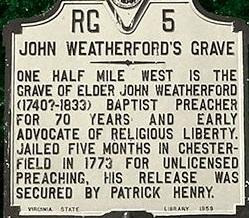 RG 5
JOHN WEATHERFORD'S GRAVE
ONE HALF MILE WEST IS THE
GRAVE OF ELDER JOHN WEATHERFORD
(1740?-1833) BAPTIST PREACHER
FOR 70 YEARS AND EARLY
ADVOCATE OF RELIGIOUS LIBERTY.
JAILED FIVE MONTHS IN CHESTER-
FIELD IN 1773 FOR UNLICENSED
PREACHING, HIS RELEASE WAS
SECURED BY PATRICK HENRY.
VIRGINIA STATE LIBRARY 1959